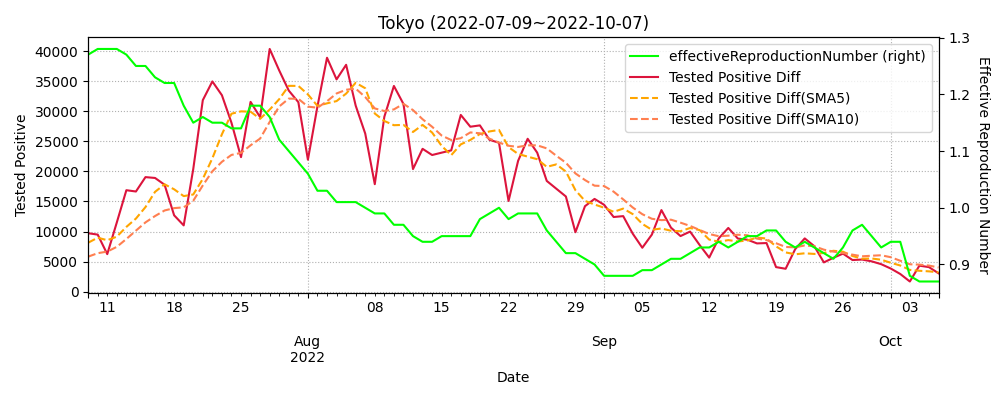 Tokyo (2022-07-09~2022-10-07)
effectiveReproductionNumber (right)
Tested Positive Diff
Tested Positive Diff(SMA5)
Tested Positive Diff(SMA10)
Tested Positive
40000
35000
30000
25000
20000
15000
10000
5000
0
1.3
1.2
1.1
1.0
0.9
Effective Reproduction Number
11 18 25 08 15 22 29 05 12 19 26 03
Aug Sep Oct
2022
Date